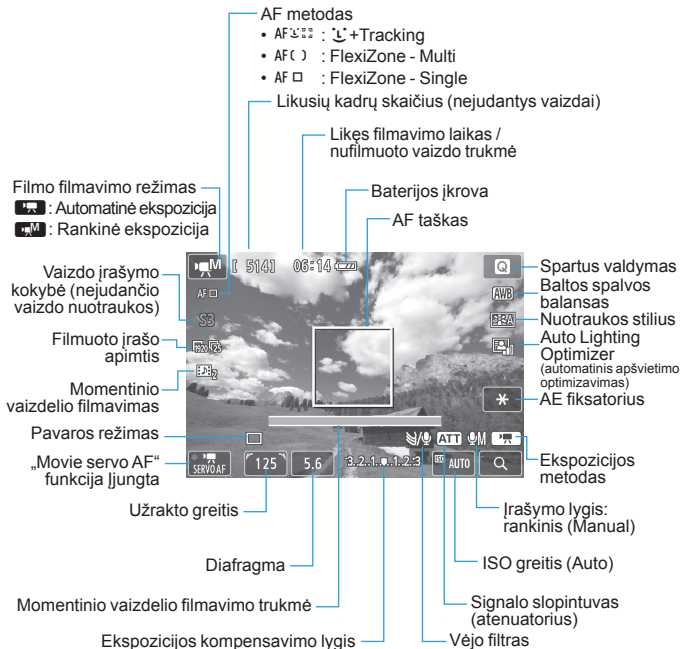 AF metodas
• AF : +Tracking
• AF( ) : FlexiZone - Multi
• AF : FlexiZone - Single
Likusių kadrų skaičius (nejudantys vaizdai)
Likęs filmavimo laikas /
nufilmuoto vaizdo trukmė
Filmo filmavimo režimas
: Automatinė ekspozicija
M : Rankinė ekspozicija
Baterijos įkrova
AF taškas
Vaizdo įrašymo
kokybė (nejudančio
vaizdo nuotraukos)
Filmuoto įrašo
apimtis
Momentinio
vaizdelio filmavimas
Pavaros režimas
„Movie servo AF“
funkcija Įjungta
M [ 514] 06:14
Q
AF
AWB
S3
A
2
ATT M
SERVO AF 125 5.6 3..2..1..1..2..3 ISO AUTO
Spartus valdymas
Baltos spalvos
balansas
Nuotraukos stilius
Auto Lighting
Optimizer
(automatinis apšvietimo
optimizavimas)
AE fiksatorius
Ekspozicijos
metodas
Užrakto greitis
Įrašymo lygis:
rankinis (Manual)
Diafragma
ISO greitis (Auto)
Momentinio vaizdelio filmavimo trukmė
Signalo slopintuvas
(atenuatorius)
Ekspozicijos kompensavimo lygis
Vėjo filtras